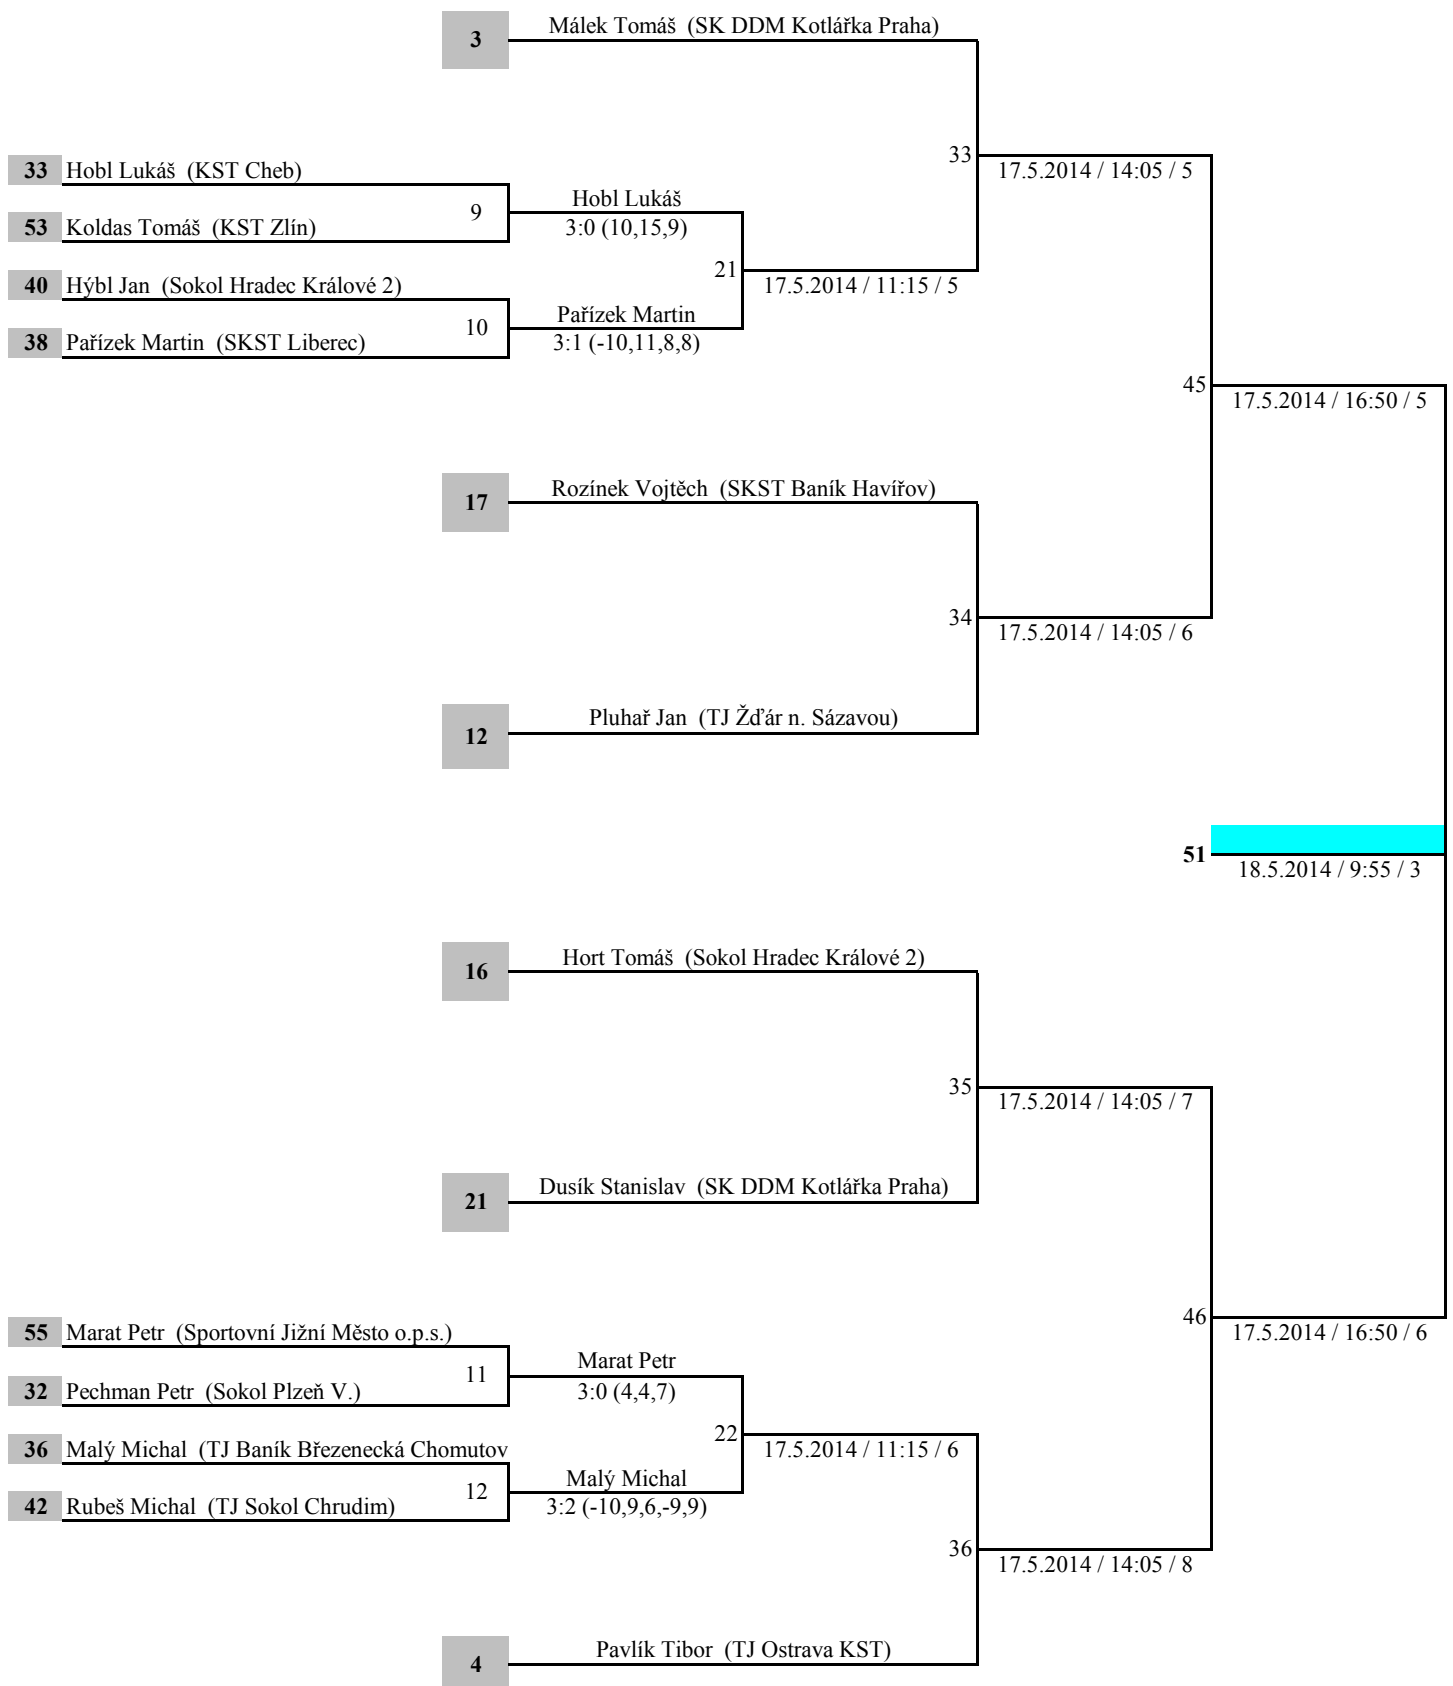 3 Málek Tomáš (SK DDM Kotlářka Praha)
33
17.5.2014 / 14:05 / 5
33 Hobl Lukáš (KST Cheb)
9
Hobl Lukáš
3:0 (10,15,9)
53 Koldas Tomáš (KST Zlín)
21
17.5.2014 / 11:15 / 5
40 Hýbl Jan (Sokol Hradec Králové 2)
10
Pařízek Martin
3:1 (-10,11,8,8)
38 Pařízek Martin (SKST Liberec)
45
17.5.2014 / 16:50 / 5
17 Rozínek Vojtěch (SKST Baník Havířov)
34
17.5.2014 / 14:05 / 6
12 Pluhař Jan (TJ Žďár n. Sázavou)
51
18.5.2014 / 9:55 / 3
16 Hort Tomáš (Sokol Hradec Králové 2)
35
17.5.2014 / 14:05 / 7
21 Dusík Stanislav (SK DDM Kotlářka Praha)
46
17.5.2014 / 16:50 / 6
55 Marat Petr (Sportovní Jižní Město o.p.s.)
11
Marat Petr
3:0 (4,4,7)
32 Pechman Petr (Sokol Plzeň V.)
22
17.5.2014 / 11:15 / 6
36 Malý Michal (TJ Baník Březenecká Chomutov
12
Malý Michal
3:2 (-10,9,6,-9,9)
42 Rubeš Michal (TJ Sokol Chrudim)
36
17.5.2014 / 14:05 / 8
4 Pavlík Tibor (TJ Ostrava KST)